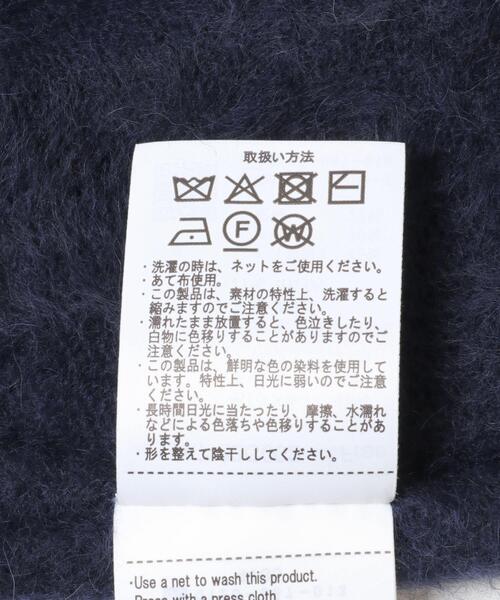 取扱い方法
F W
・洗濯の時は、ネットをご使用ください。
・あて布使用。
・この製品は、素材の特性上、洗濯すると
縮みますのでご注意ください。
・濡れたまま放置すると、色泣きしたり、
白物に色移りすることがありますのでご
注意ください。
・この製品は、鮮明な色の染料を使用して
います。特性上、日光に弱いのでご注意
ください。
・長時間日光に当たったり、摩擦、水濡れ
などによる色落ちや色移りすることがあ
ります。
・形を整えて陰干ししてください。
・Use a net to wash this product.
Press with a press cloth